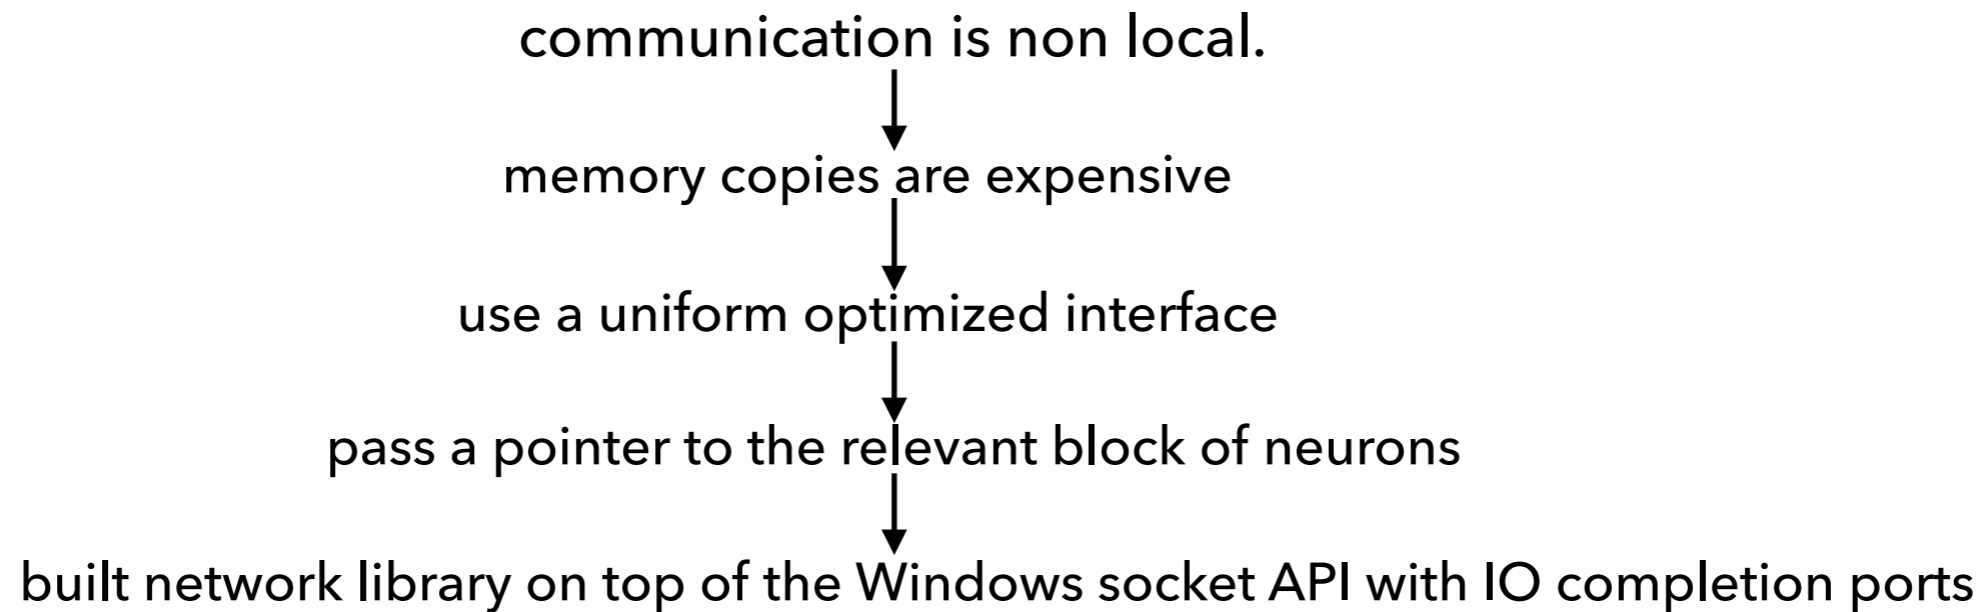 communication is non local.
memory copies are expensive
use a uniform optimized interface
pass a pointer to the relevant block of neurons
built network library on top of the Windows socket API with IO completion ports